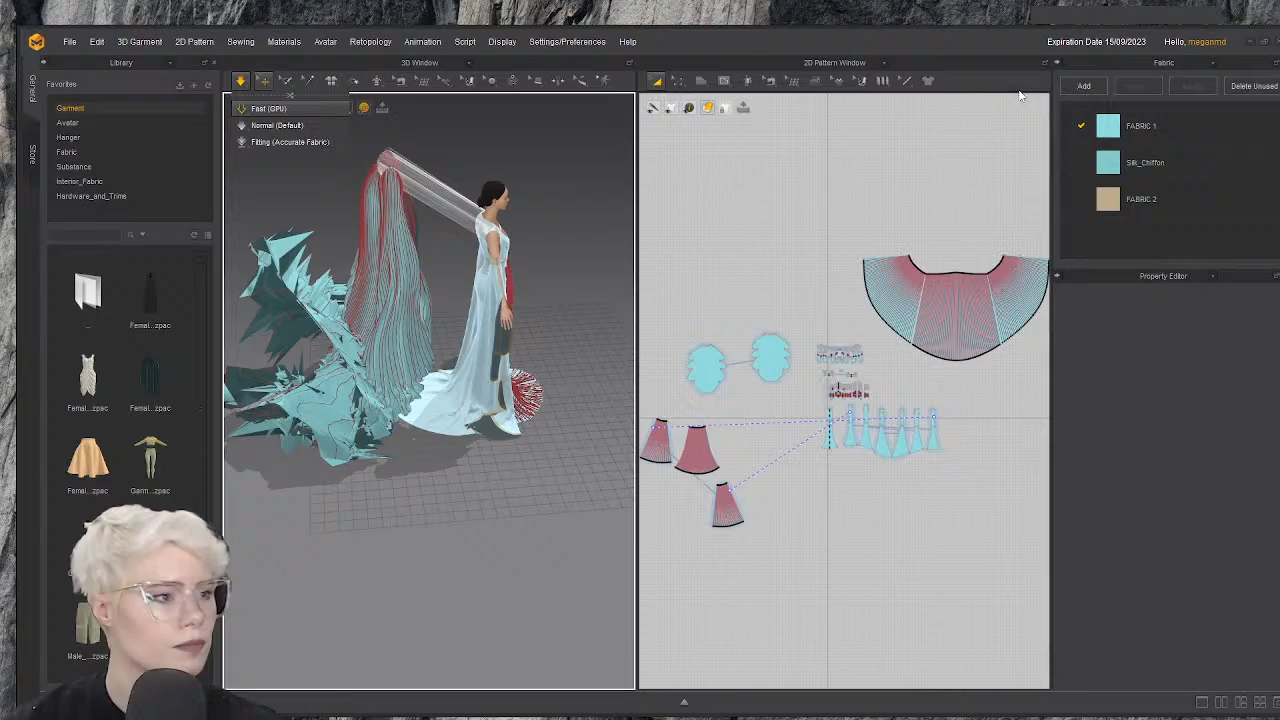 File Edit 3D Garment 2D Pattern Sewing Materials Avatar Retopology Animation Script Display Settings/Preferences Help
Expiration Date 15/09/2023 Hello, meganmd
Library
3D Window
2D Pattern Window
Fabric
General
Store
Favorites
Garment
Avatar
Hanger
Fabric
Substance
Interior_Fabric
Hardware_and_Trims
Fast (GPU)
Normal (Default)
Fitting (Accurate Fabric)
Add
Delete Unused
FABRIC 1
Silk_Chiffon
FABRIC 2
Property Editor
..
Femal...zpac
Femal...zpac
Femal...zpac
Femal...zpac
Garm...zpac
Male_...zpac